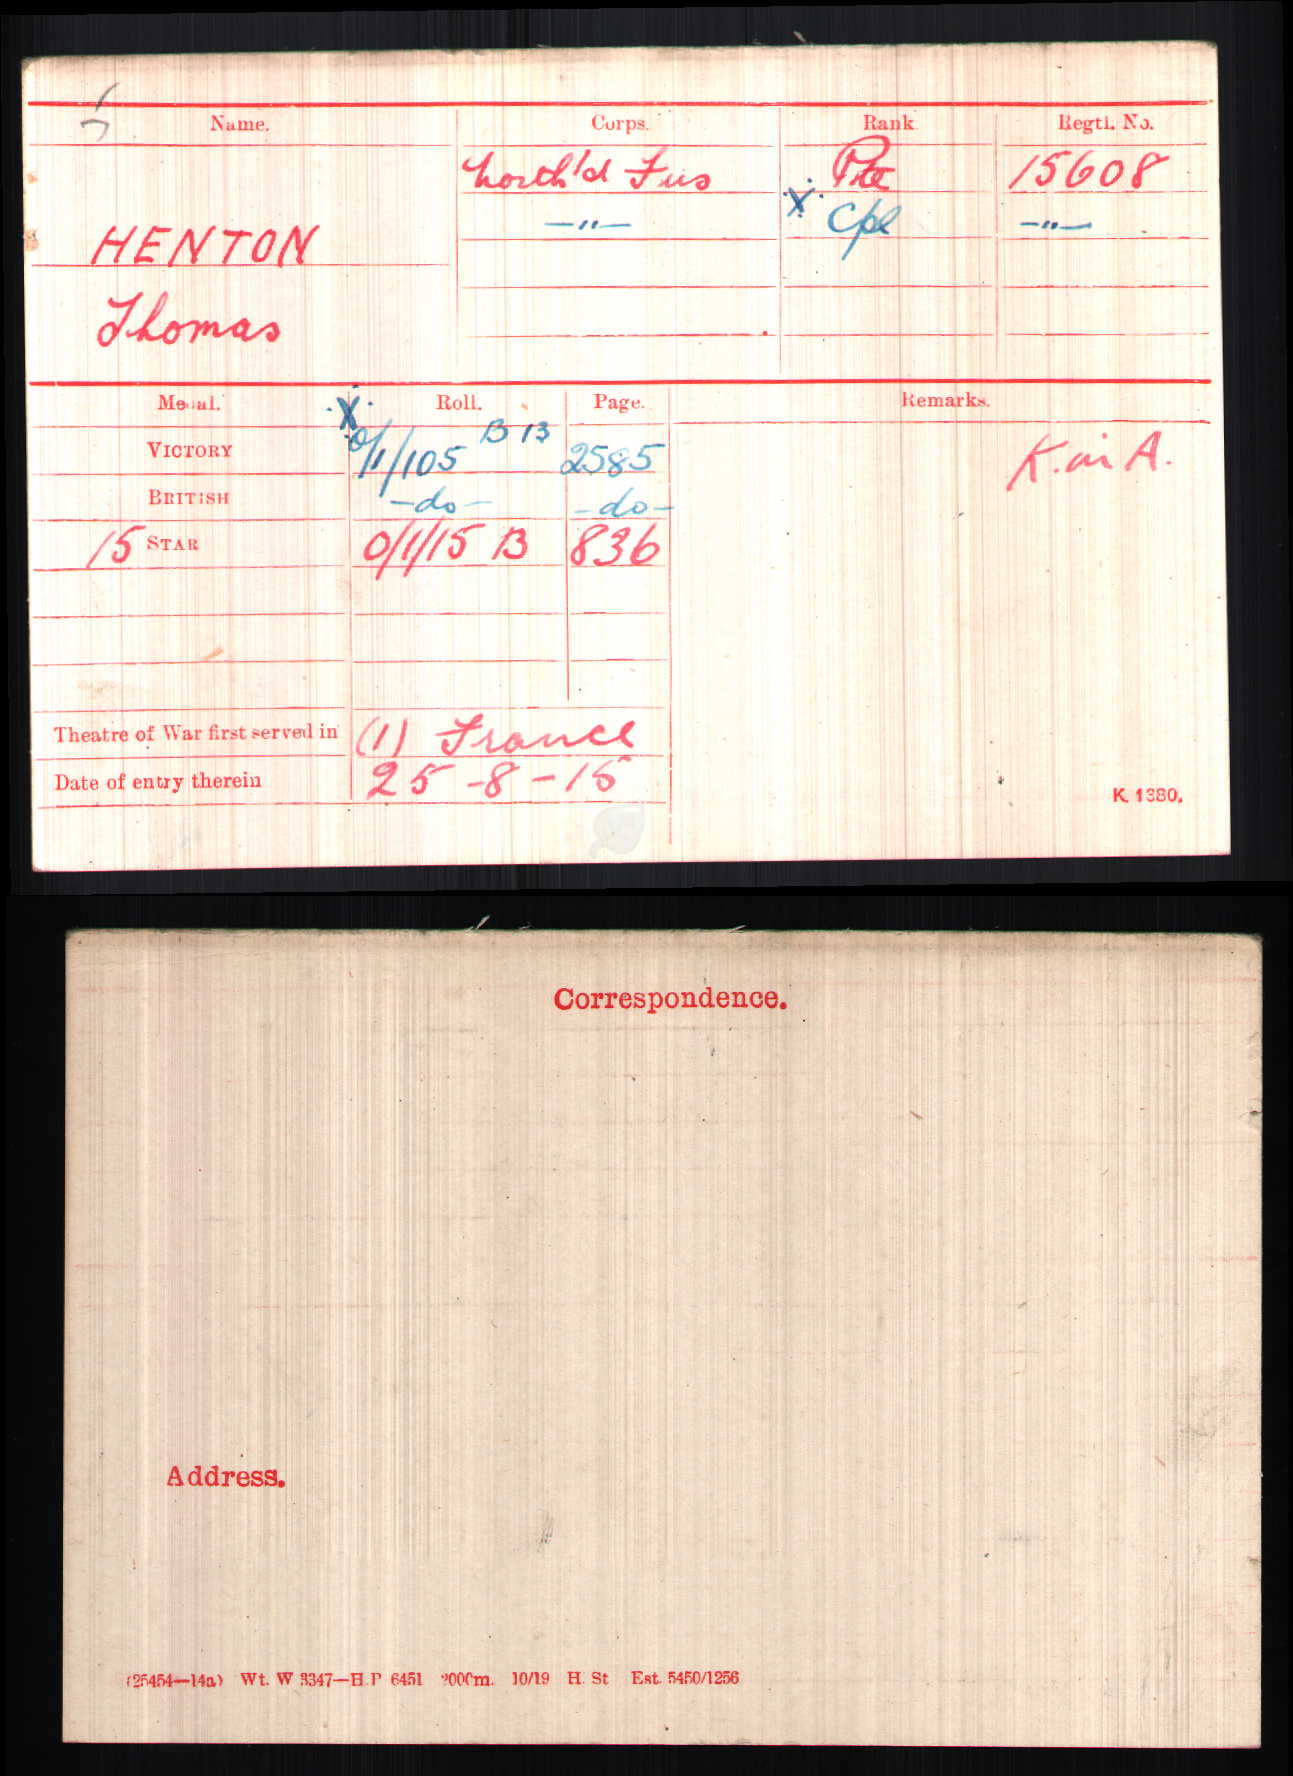 Name. Corps. Rank Regtl. No.
North'd Fus Pte 15608
X Cpl
—"— —"—
HENTON
Thomas
Medal. Roll. Page. Remarks.
X
VICTORY O/1/105 B 13 2585 K. in A.
BRITISH —do— —do—
15 STAR O/1/15 B 836
Theatre of War first served in (1) France
Date of entry therein 25-8-15
K. 1380.
Correspondence.
Address.
(25454—14a) Wt. W 3347—H.P 6451 2000m. 10/19 H. St Est. 5450/1256